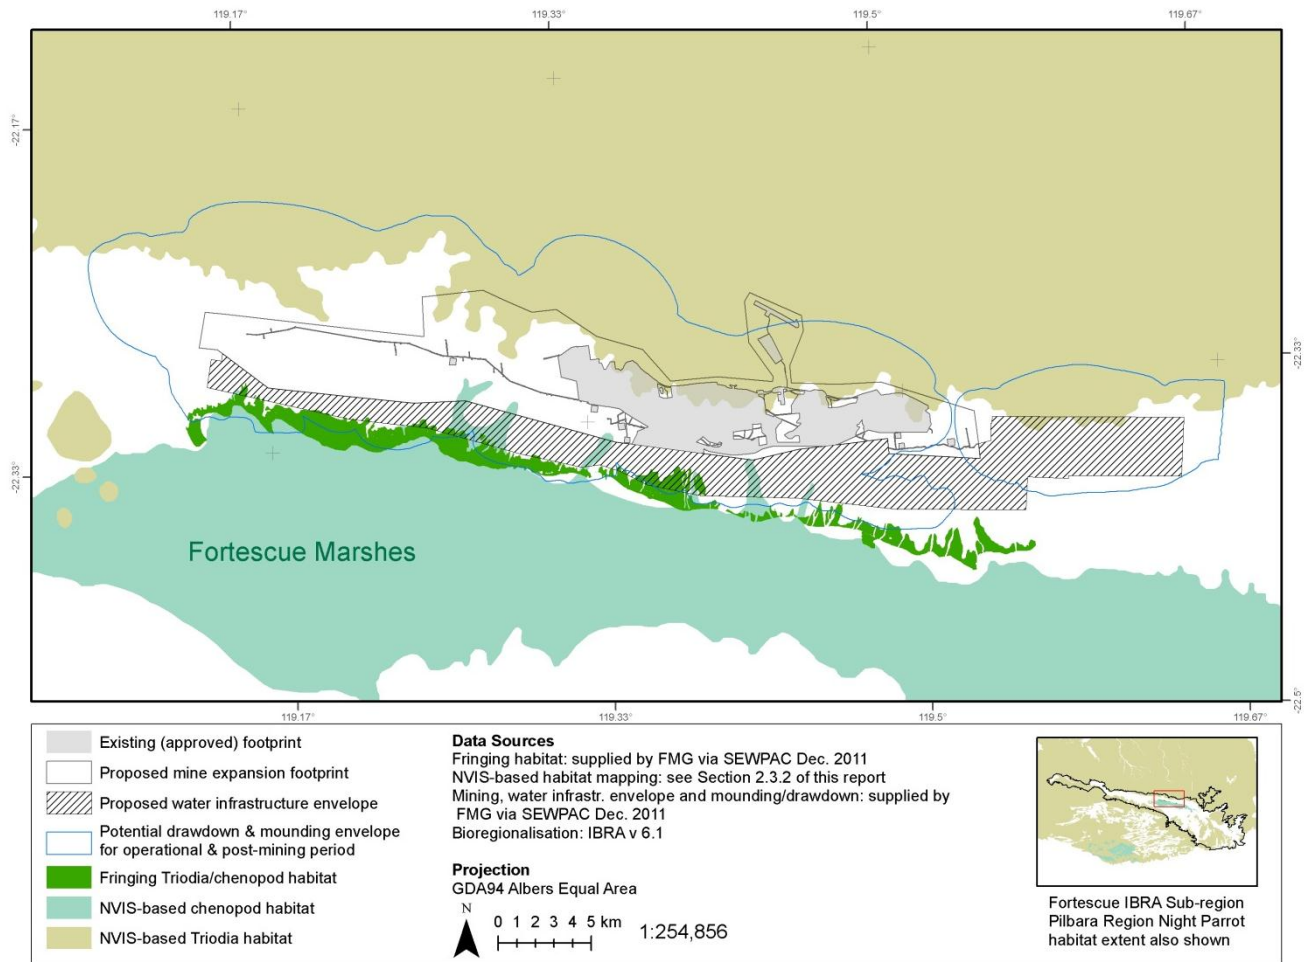 119.17° 119.33° 119.5° 119.67°
-22.17°
-22.33°
-22.33°
-22.5°
Fortescue Marshes
119.17° 119.33° 119.5° 119.67°
Existing (approved) footprint
Proposed mine expansion footprint
Proposed water infrastructure envelope
Potential drawdown & mounding envelope
for operational & post-mining period
Fringing Triodia/chenopod habitat
NVIS-based chenopod habitat
NVIS-based Triodia habitat
Data Sources
Fringing habitat: supplied by FMG via SEWPAC Dec. 2011
NVIS-based habitat mapping: see Section 2.3.2 of this report
Mining, water infrastr. envelope and mounding/drawdown: supplied by
FMG via SEWPAC Dec. 2011
Bioregionalisation: IBRA v 6.1
Projection
GDA94 Albers Equal Area
N
0 1 2 3 4 5 km
1:254,856
Fortescue IBRA Sub-region
Pilbara Region Night Parrot
habitat extent also shown